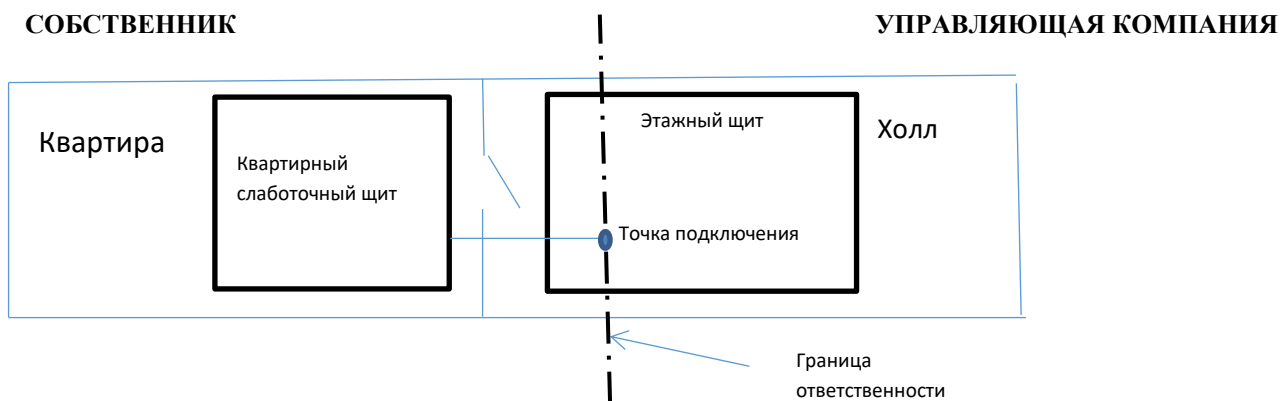 СОБСТВЕННИК
УПРАВЛЯЮЩАЯ КОМПАНИЯ
Квартира
Квартирный
слаботочный щит
Этажный щит
Холл
Точка подключения
Граница
ответственности